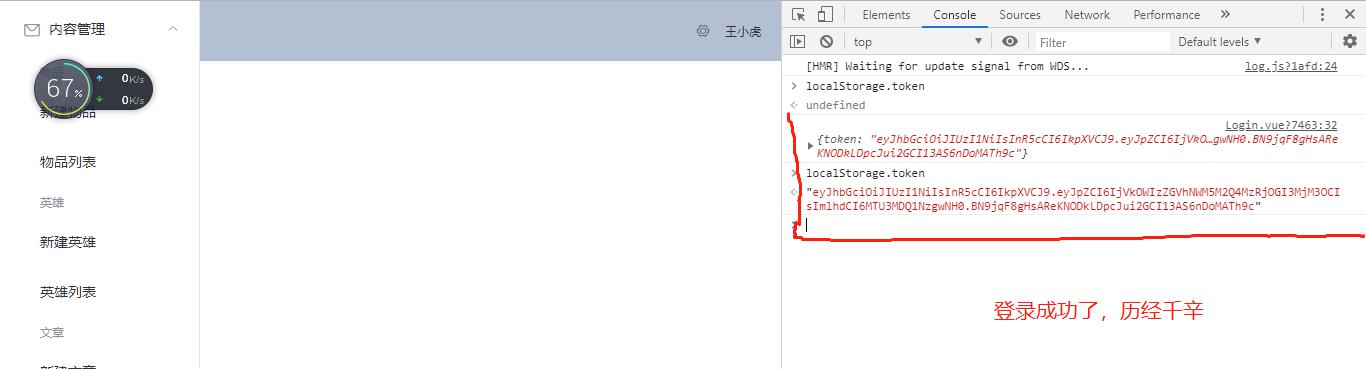 内容管理
67%
0K/s
0K/s
新建物品
物品列表
英雄
新建英雄
英雄列表
文章
新建文章
王小虎
Elements Console Sources Network Performance
top Filter Default levels
[HMR] Waiting for update signal from WDS... log.js?1afd:24
localStorage.token
undefined
Login.vue?7463:32
{token: "eyJhbGciOiJIUzI1NiIsInR5cCI6IkpXVCJ9.eyJpZCI6IjVkO…gwNH0.BN9jqF8gHsARe
KNODkLDpcJui2GCI13AS6nDoMATh9c"}
localStorage.token
"eyJhbGciOiJIUzI1NiIsInR5cCI6IkpXVCJ9.eyJpZCI6IjVkOWIzZGVhNWM5M2Q4MzRjOGI3MjM3OCI
sImlhdCI6MTU3MDQ1NzgwNH0.BN9jqF8gHsAReKNODkLDpcJui2GCI13AS6nDoMATh9c"
登录成功了，历经千辛